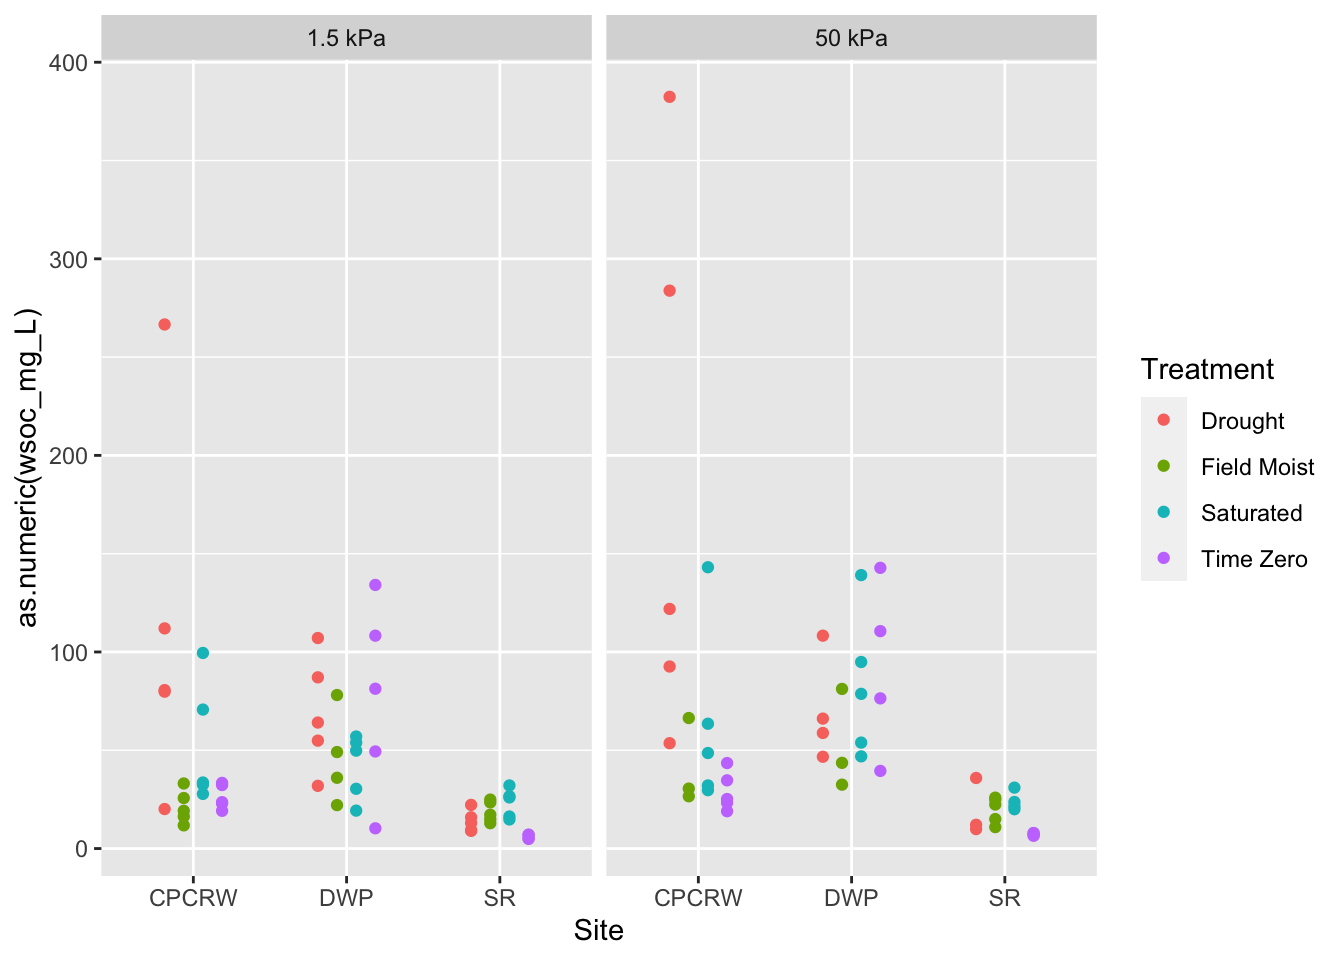 1.5 kPa
50 kPa
400
300
200
100
0
as.numeric(wsoc_mg_L)
CPCRW
DWP
SR
CPCRW
DWP
SR
Site
Treatment
Drought
Field Moist
Saturated
Time Zero